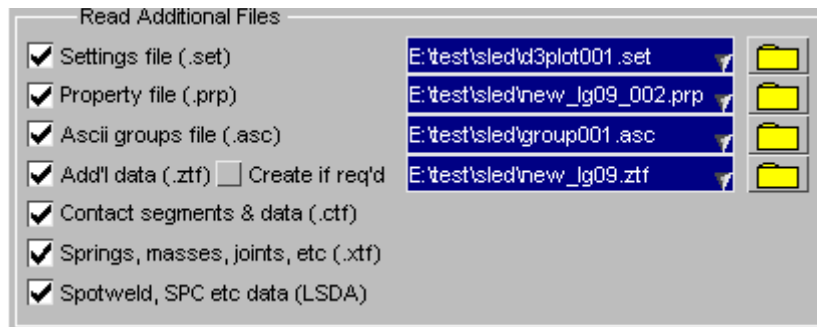 Read Additional Files
Settings file (.set) E:\test\sled\d3plot001.set
Property file (.prp) E:\test\sled\new_lg09_002.prp
Ascii groups file (.asc) E:\test\sled\group001.asc
Add'l data (.ztf) Create if req'd E:\test\sled\new_lg09.ztf
Contact segments & data (.ctf)
Springs, masses, joints, etc (.xtf)
Spotweld, SPC etc data (LSDA)